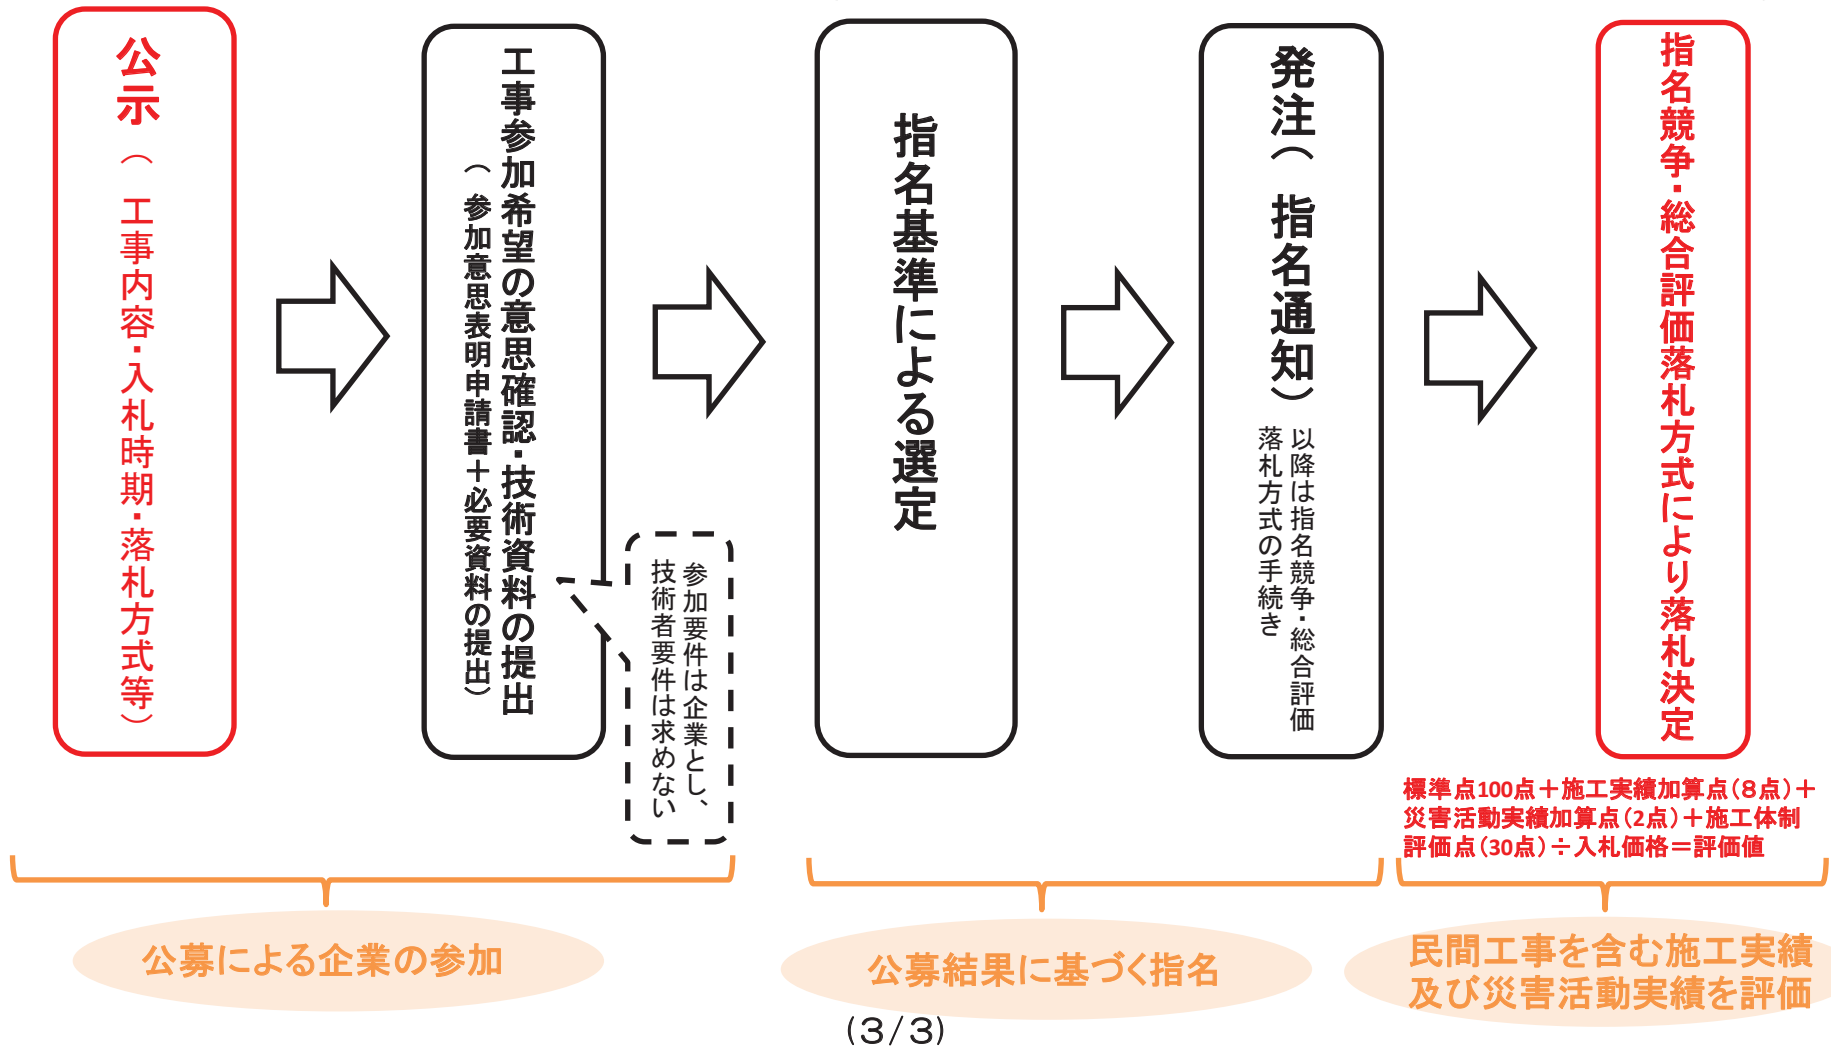 公示（工事内容・入札時期・落札方式等）
工事参加希望の意思確認・技術資料の提出
（参加意思表明申請書＋必要資料の提出）
参加要件は企業とし、
技術者要件は求めない
指名基準による選定
発注（指名通知）
以降は指名競争・総合評価
落札方式の手続き
指名競争・総合評価落札方式により落札決定
標準点100点＋施工実績加算点（８点）＋
災害活動実績加算点（2点）＋施工体制
評価点（30点）÷入札価格＝評価値
公募による企業の参加
公募結果に基づく指名
民間工事を含む施工実績
及び災害活動実績を評価
(３/３)